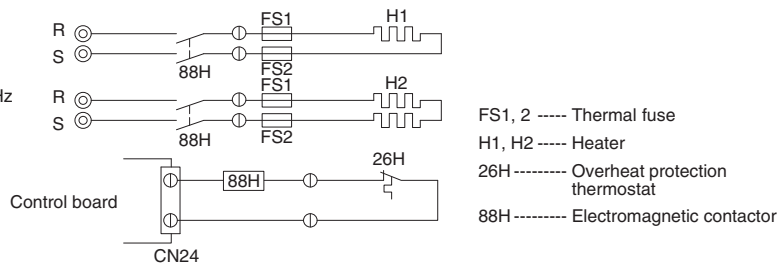 FS1
H1
R
S
88H
FS2
FS1
H2
Hz
R
S
88H
FS2
FS1, 2 ----- Thermal fuse
H1, H2 ----- Heater
26H --------- Overheat protection
thermostat
88H --------- Electromagnetic contactor
26H
88H
Control board
CN24